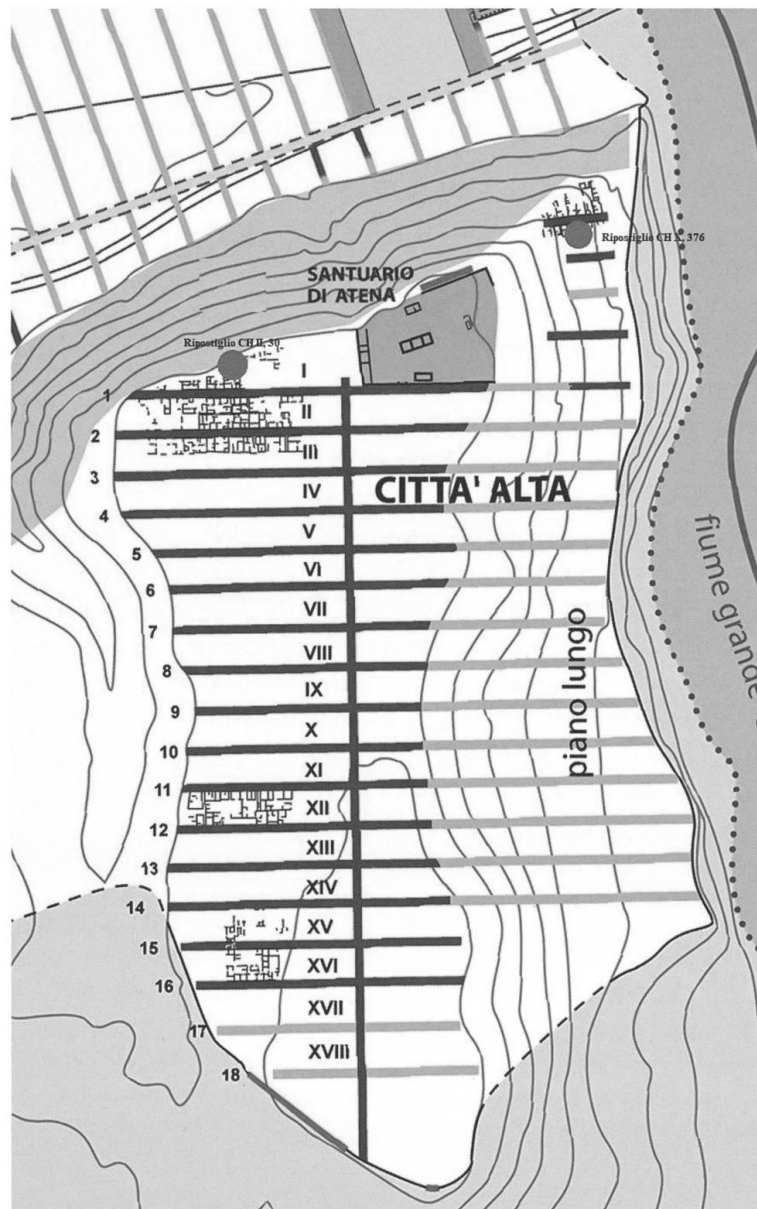 Ripostiglio CH X, 376
SANTUARIO
DI ATENA
Ripostiglio CH II, 30
I
1
II
2
III
3
IV
CITTA' ALTA
4
V
5
VI
6
VII
7
VIII
8
IX
9
X
10
XI
11
XII
12
XIII
13
XIV
14
XV
15
XVI
16
XVII
17
XVIII
18
piano lungo
fiume grande